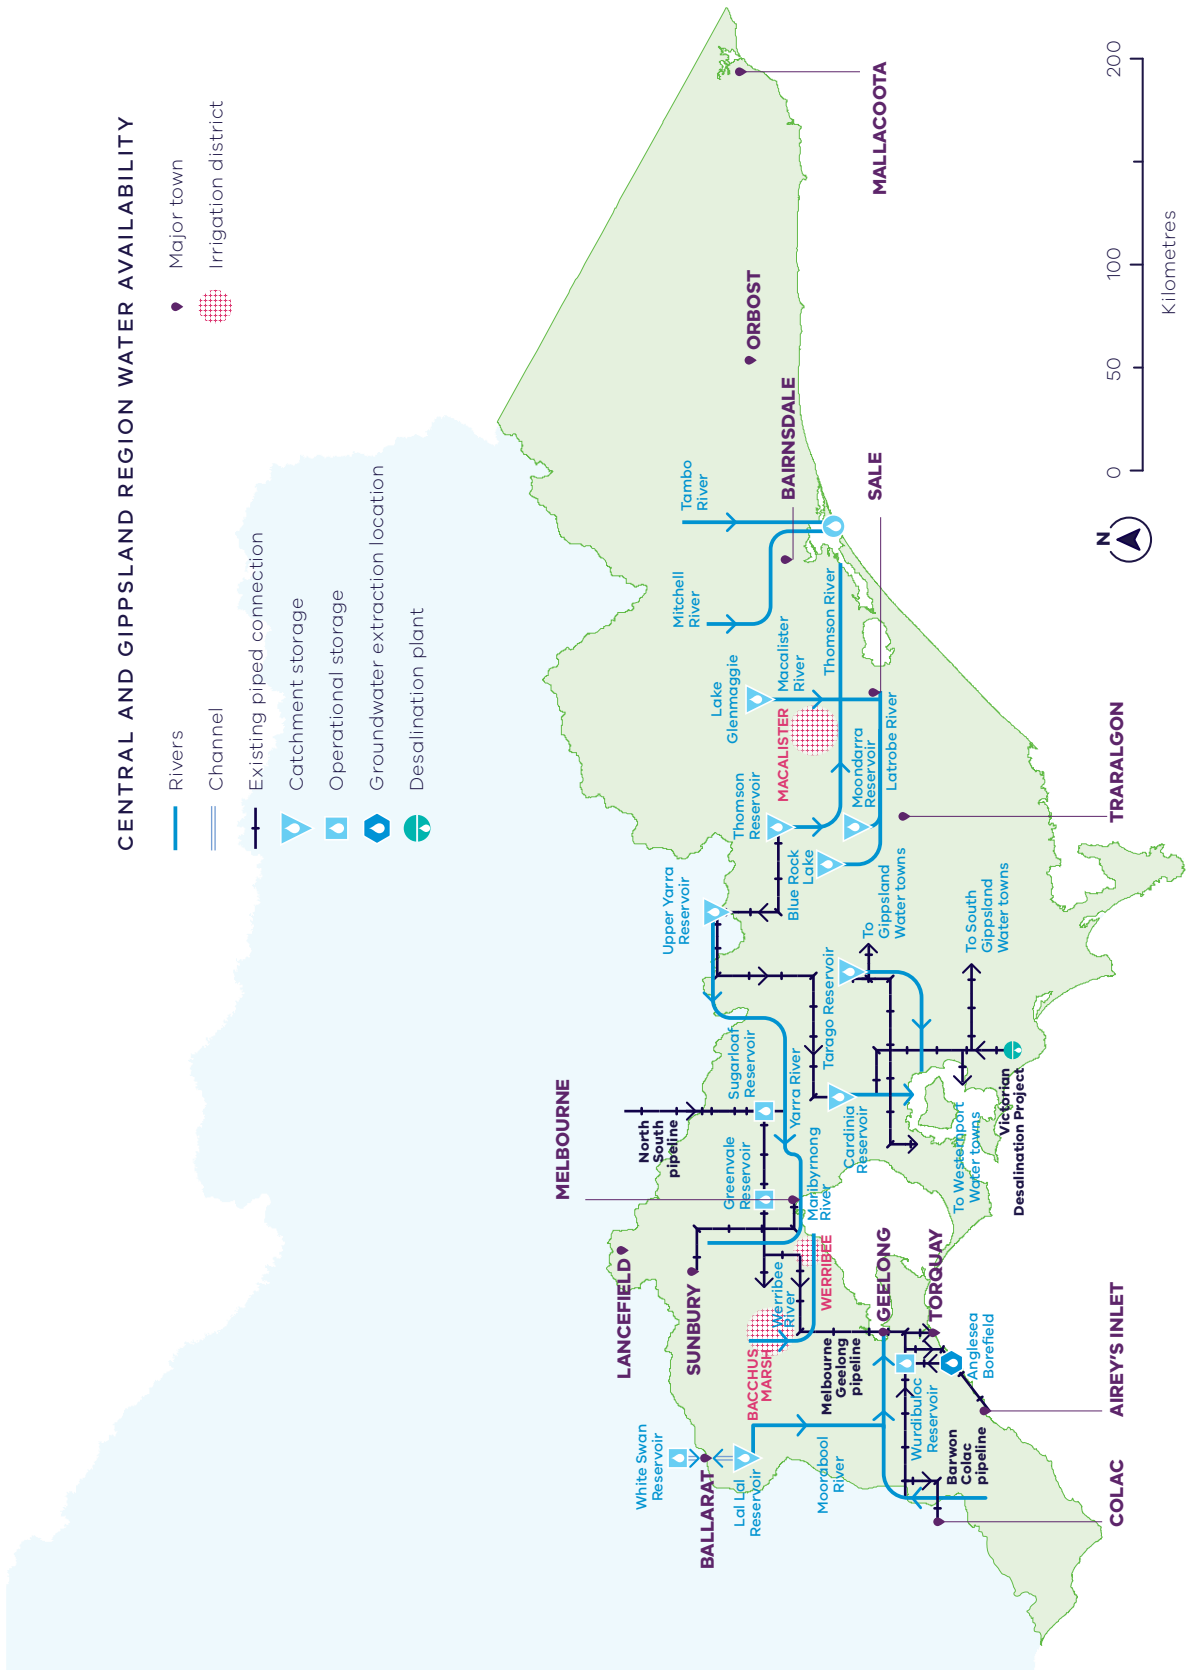 CENTRAL AND GIPPSLAND REGION WATER AVAILABILITY
Rivers
Channel
Existing piped connection
Catchment storage
Operational storage
Groundwater extraction location
Desalination plant
Major town
Irrigation district
LANCEFIELD
MELBOURNE
SUNBURY
BALLARAT
White Swan
Reservoir
Lal Lal
Reservoir
BACCHUS
MARSH
Werribee
River
WERRIBEE
Moorabool
River
Melbourne
Geelong
pipeline
GEELONG
TORQUAY
Wurdibuloc
Reservoir
Anglesea
Borefield
Barwon
Colac
pipeline
COLAC
AIREY'S INLET
North
South
pipeline
Greenvale
Reservoir
Sugarloaf
Reservoir
Yarra River
Maribyrnong
River
Cardinia
Reservoir
Upper Yarra
Reservoir
Tarago Reservoir
To
Gippsland
Water towns
To South
Gippsland
Water towns
To Westernport
Water towns
Victorian
Desalination Project
Thomson
Reservoir
Blue Rock
Lake
Moondarra
Reservoir
Latrobe River
MACALISTER
Lake
Glenmaggie
Macalister
River
Thomson River
Mitchell
River
Tambo
River
TRARALGON
SALE
BAIRNSDALE
ORBOST
MALLACOOTA
N
0
50
100
200
Kilometres